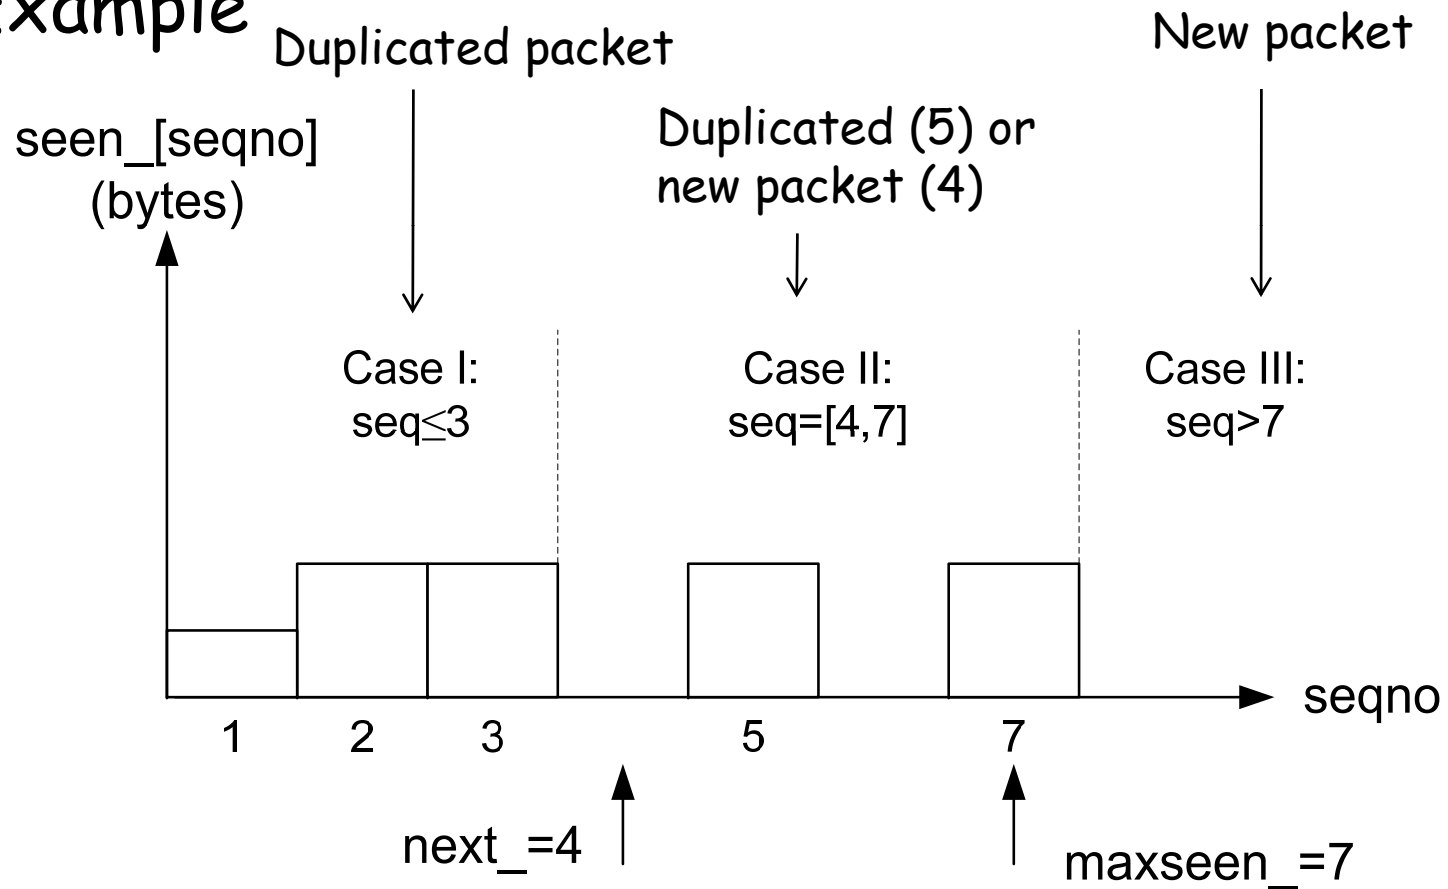 Duplicated packet
New packet
seen_[seqno]
(bytes)
Duplicated (5) or
new packet (4)
Case I:
seq≤3
Case II:
seq=[4,7]
Case III:
seq>7
seqno
1 2 3 5 7
next_=4
maxseen_=7